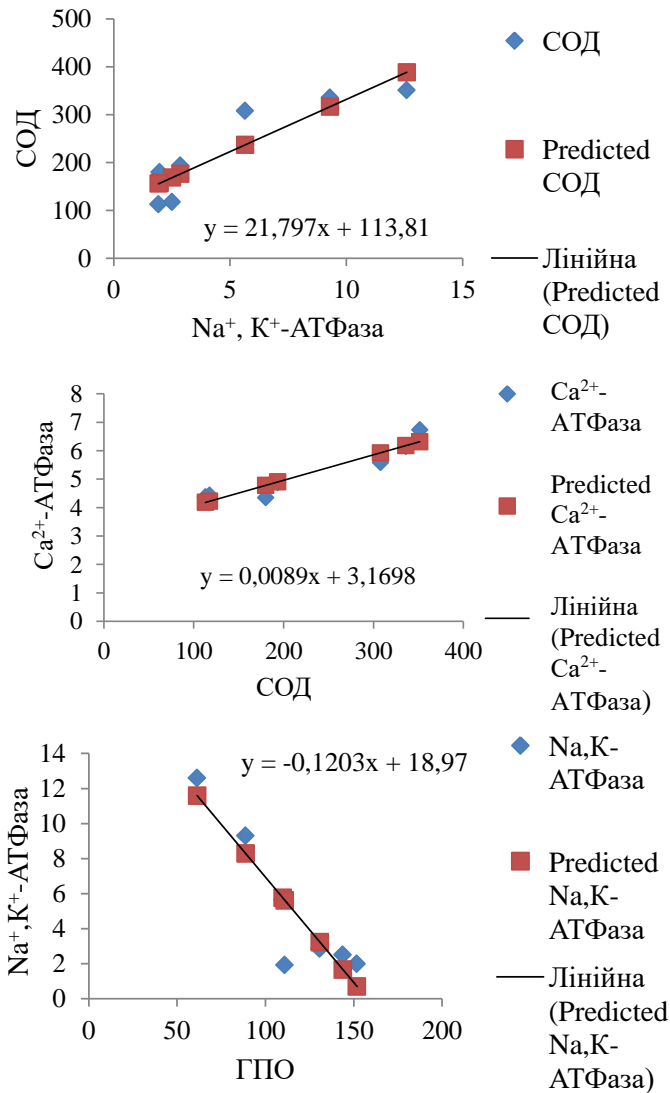 500
400
300
200
100
0
СОД
0 5 10 15
Na⁺, К⁺-АТФаза
y = 21,797x + 113,81
СОД
Predicted
СОД
Лінійна
(Predicted
СОД)
8
7
6
5
4
3
2
1
0
Ca²⁺-АТФаза
0 100 200 300 400
СОД
y = 0,0089x + 3,1698
Ca²⁺-
АТФаза
Predicted
Ca²⁺-
АТФаза
Лінійна
(Predicted
Ca²⁺-
АТФаза)
14
12
10
8
6
4
2
0
Na⁺,К⁺-АТФаза
0 50 100 150 200
ГПО
y = -0,1203x + 18,97
Na,К-
АТФаза
Predicted
Na,К-
АТФаза
Лінійна
(Predicted
Na,К-
АТФаза)